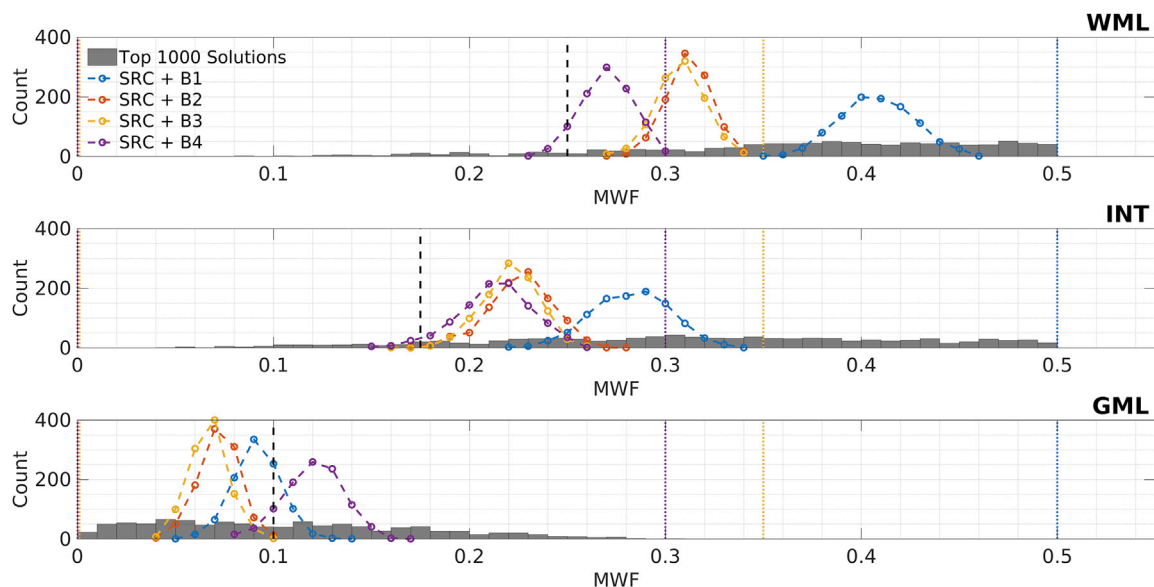 WML
400
200
0
Count
Top 1000 Solutions
SRC + B1
SRC + B2
SRC + B3
SRC + B4
0 0.1 0.2 0.3 0.4 0.5
MWF
INT
400
200
0
Count
0 0.1 0.2 0.3 0.4 0.5
MWF
GML
400
200
0
Count
0 0.1 0.2 0.3 0.4 0.5
MWF